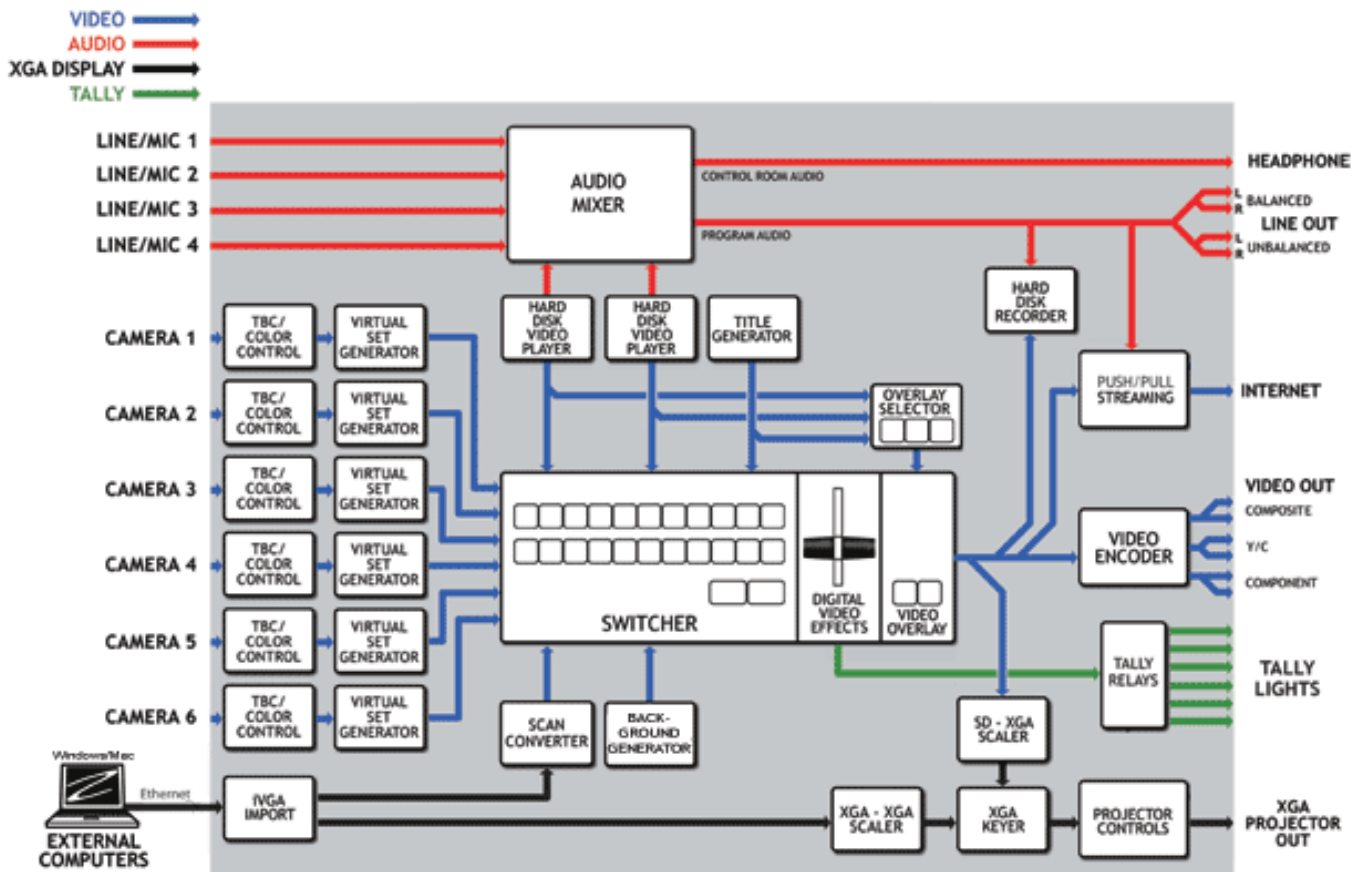 VIDEO
AUDIO
XGA DISPLAY
TALLY
LINE/MIC 1
LINE/MIC 2
LINE/MIC 3
LINE/MIC 4
AUDIO
MIXER
CONTROL ROOM AUDIO
PROGRAM AUDIO
HEADPHONE
L
R
BALANCED
LINE OUT
L
R
UNBALANCED
CAMERA 1
TBC/
COLOR
CONTROL
VIRTUAL
SET
GENERATOR
HARD
DISK
VIDEO
PLAYER
HARD
DISK
VIDEO
PLAYER
TITLE
GENERATOR
HARD
DISK
RECORDER
CAMERA 2
TBC/
COLOR
CONTROL
VIRTUAL
SET
GENERATOR
OVERLAY
SELECTOR
PUSH/PULL
STREAMING
INTERNET
CAMERA 3
TBC/
COLOR
CONTROL
VIRTUAL
SET
GENERATOR
CAMERA 4
TBC/
COLOR
CONTROL
VIRTUAL
SET
GENERATOR
CAMERA 5
TBC/
COLOR
CONTROL
VIRTUAL
SET
GENERATOR
CAMERA 6
TBC/
COLOR
CONTROL
VIRTUAL
SET
GENERATOR
SWITCHER
DIGITAL
VIDEO
EFFECTS
VIDEO
OVERLAY
VIDEO
ENCODER
VIDEO OUT
COMPOSITE
Y/C
COMPONENT
TALLY
RELAYS
TALLY
LIGHTS
SCAN
CONVERTER
BACK-
GROUND
GENERATOR
SD - XGA
SCALER
Windows/Mac
Ethernet
EXTERNAL
COMPUTERS
IVGA
IMPORT
XGA - XGA
SCALER
XGA
KEYER
PROJECTOR
CONTROLS
XGA
PROJECTOR
OUT